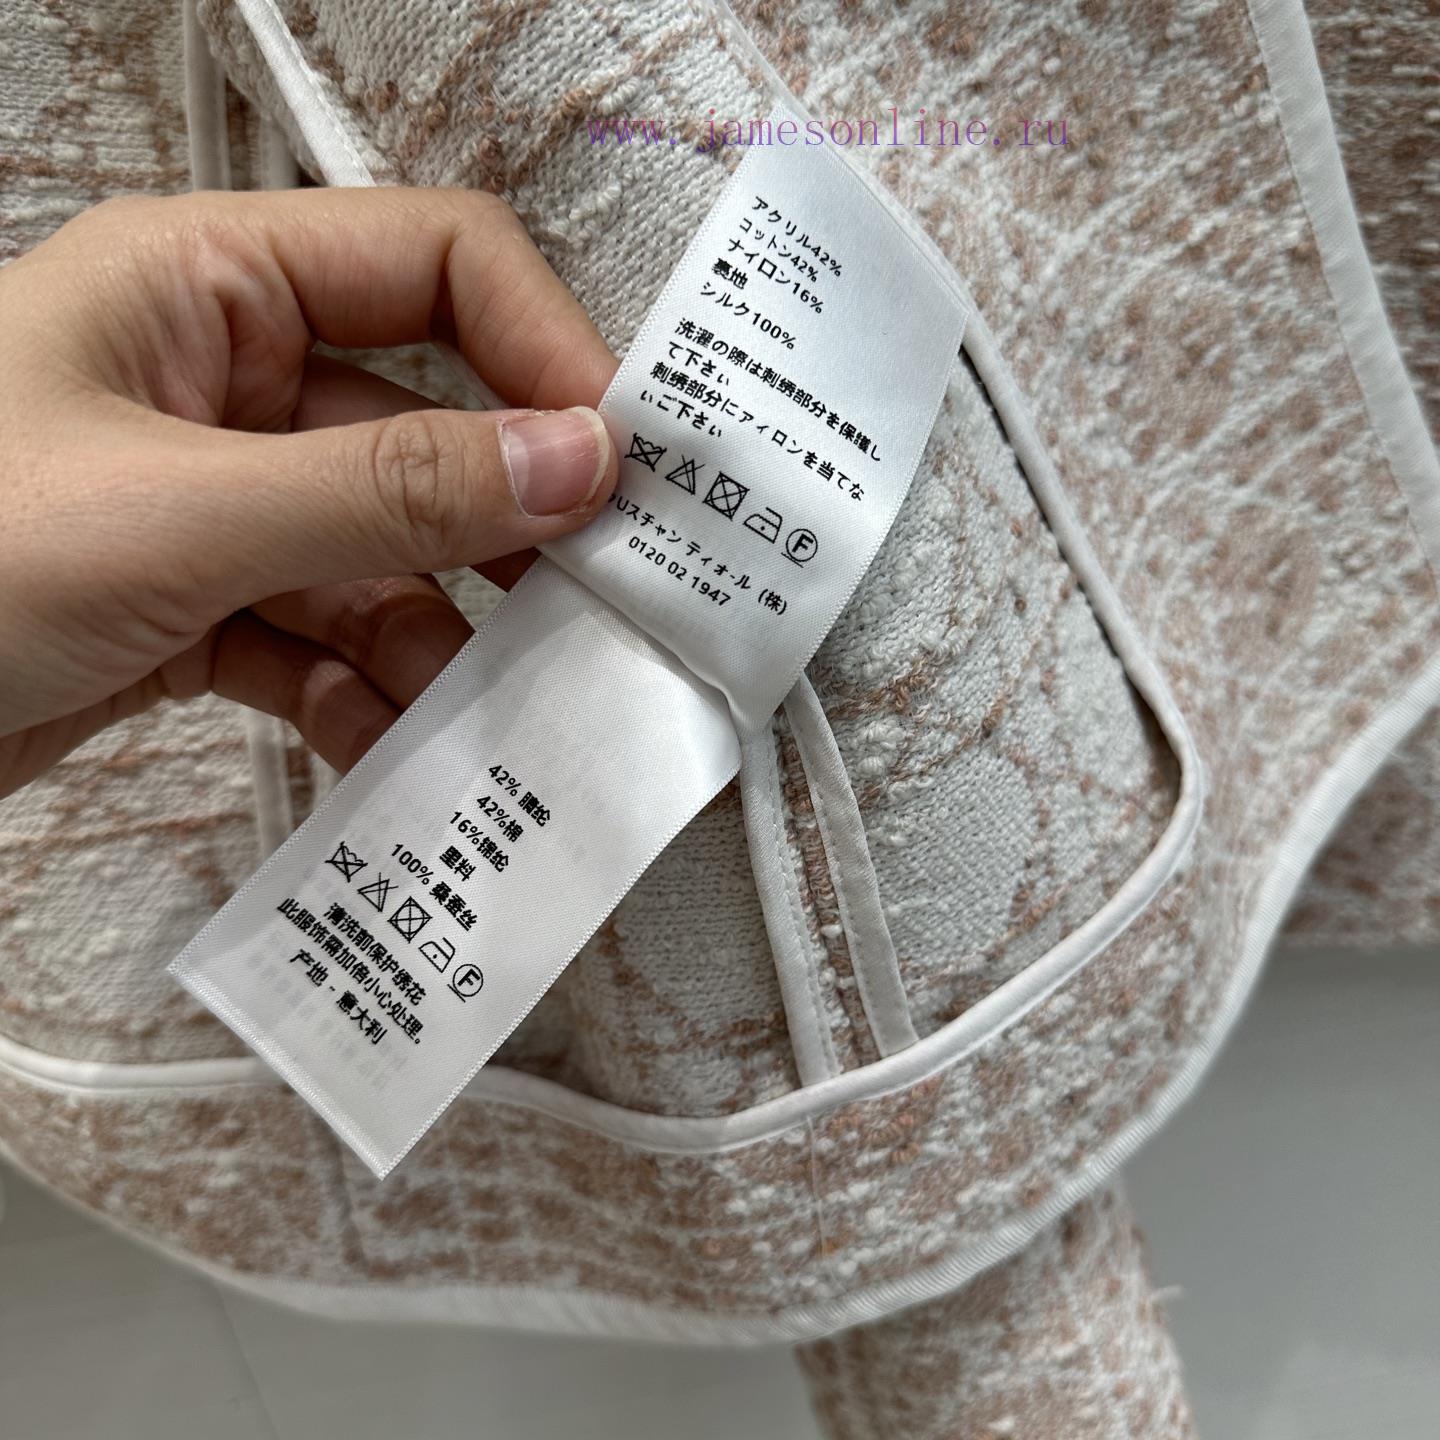 www.jamesonline.ru
アクリル42%
コットン42%
ナイロン16%
裏地
シルク100%
洗濯の際は刺绣部分を保護し
て下さい
刺绣部分にアィロンを当てな
いご下さい
F
リスチャン ティオール (株)
0120 02 1947
42% 腈纶
42%棉
16%锦纶
里料
100% 桑蚕丝
F
清洗前保护绣花
此服饰需加倍小心处理。
产地 - 意大利